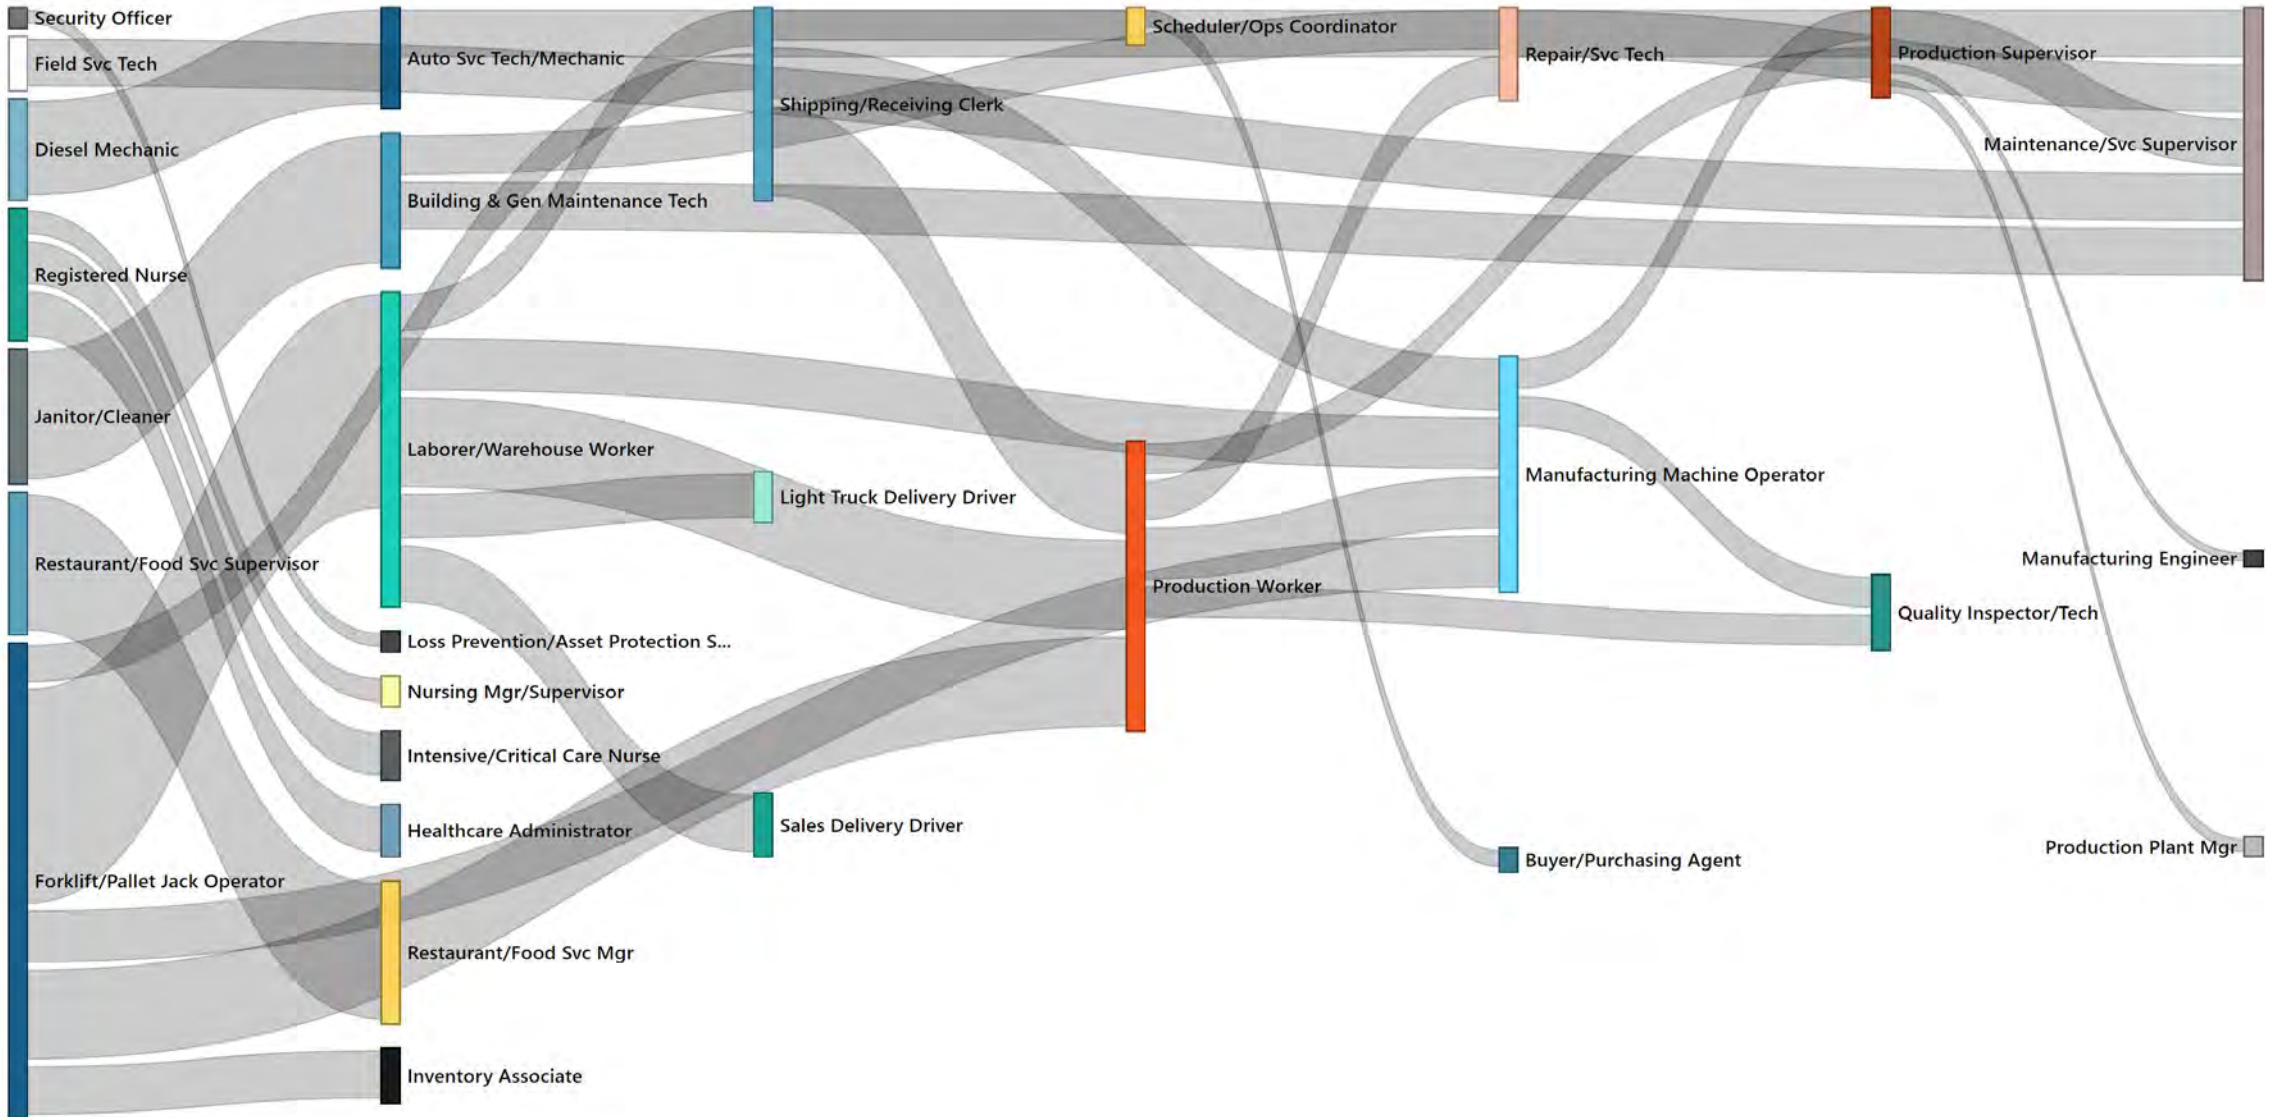 Security Officer
Field Svc Tech
Diesel Mechanic
Registered Nurse
Janitor/Cleaner
Restaurant/Food Svc Supervisor
Forklift/Pallet Jack Operator
Auto Svc Tech/Mechanic
Building & Gen Maintenance Tech
Laborer/Warehouse Worker
Loss Prevention/Asset Protection S...
Nursing Mgr/Supervisor
Intensive/Critical Care Nurse
Healthcare Administrator
Restaurant/Food Svc Mgr
Inventory Associate
Shipping/Receiving Clerk
Light Truck Delivery Driver
Sales Delivery Driver
Scheduler/Ops Coordinator
Production Worker
Repair/Svc Tech
Manufacturing Machine Operator
Buyer/Purchasing Agent
Production Supervisor
Quality Inspector/Tech
Maintenance/Svc Supervisor
Manufacturing Engineer
Production Plant Mgr